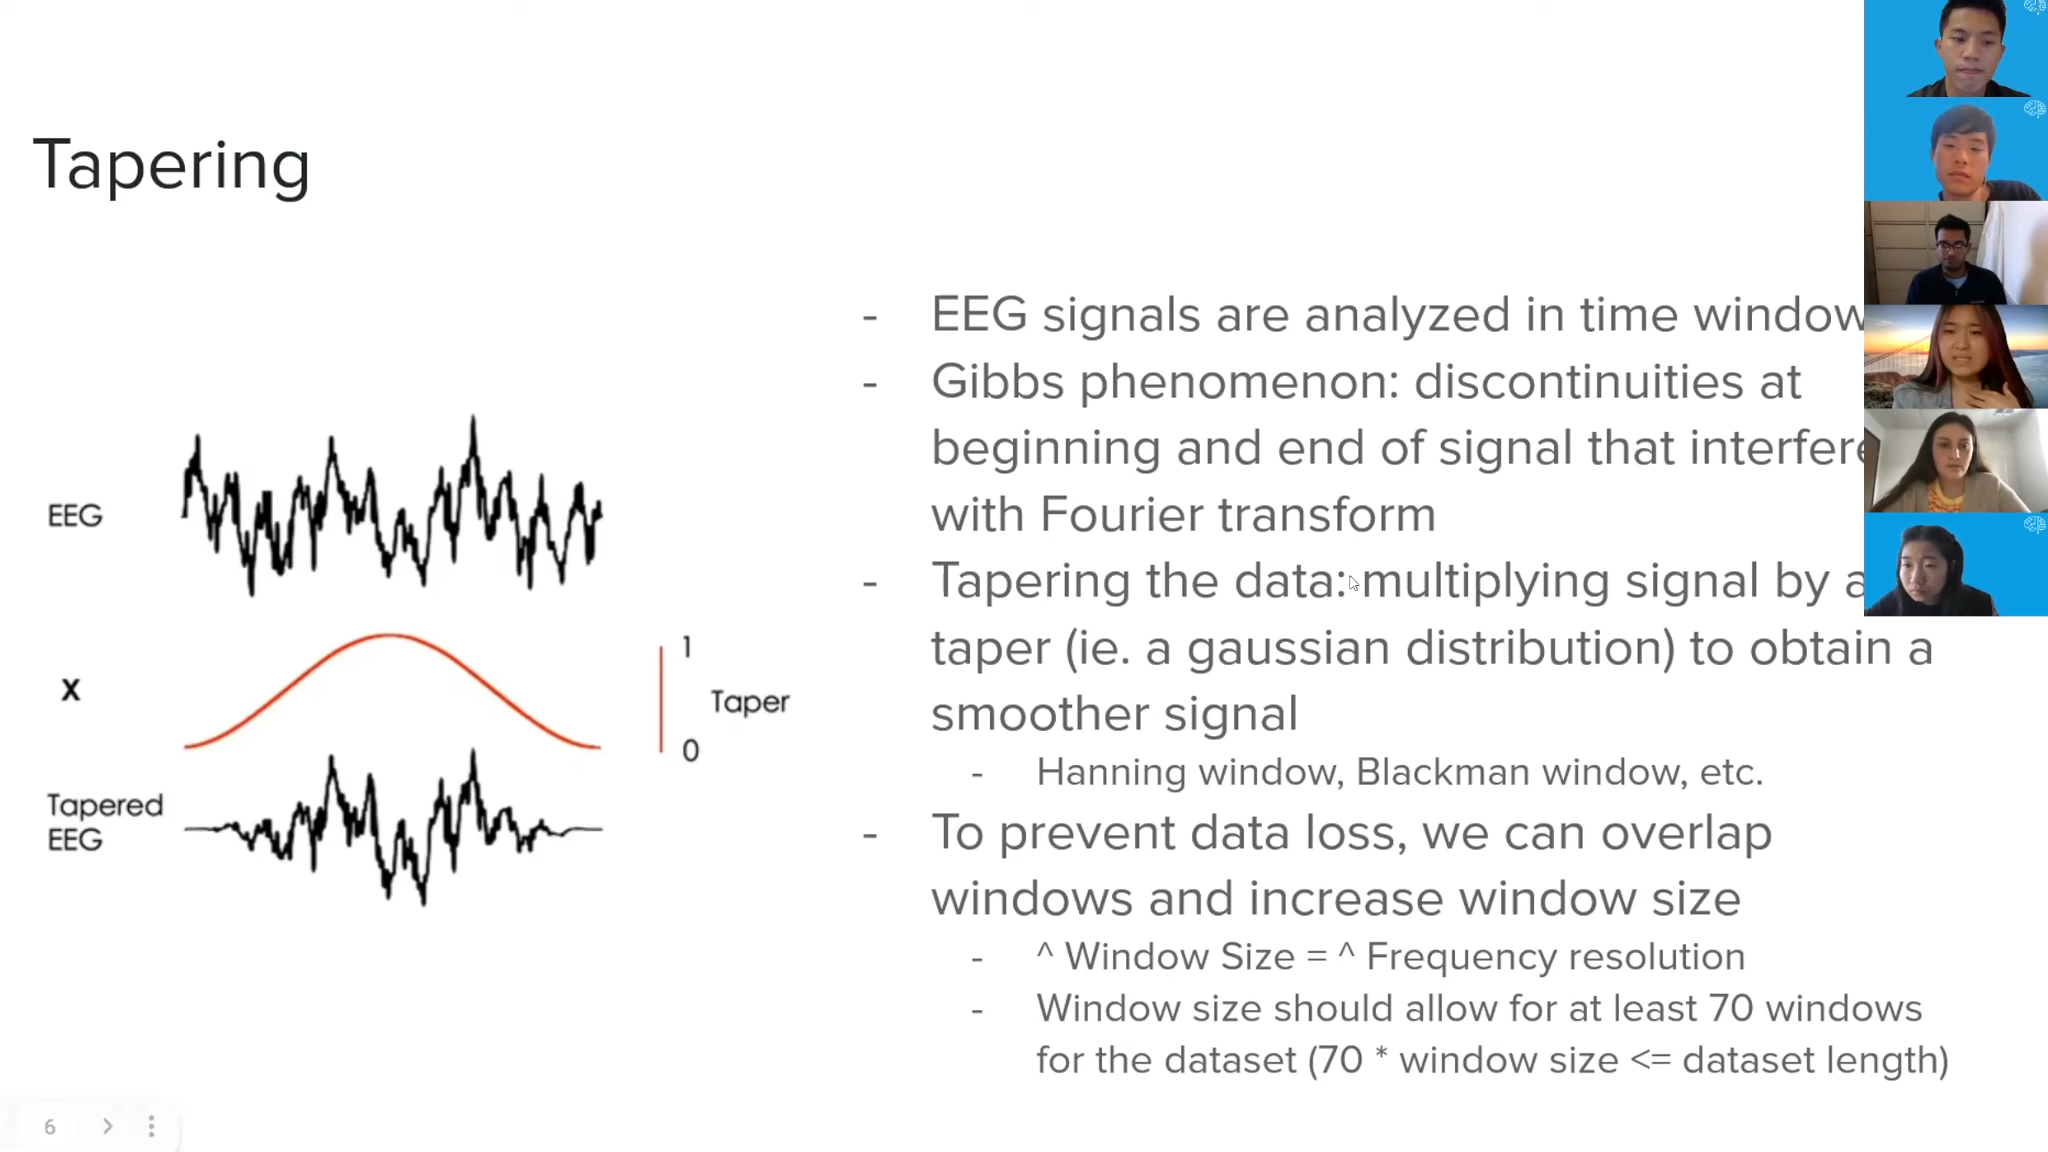 Tapering
EEG
x
1
Taper
0
Tapered
EEG
- EEG signals are analyzed in time window
- Gibbs phenomenon: discontinuities at
beginning and end of signal that interfere
with Fourier transform
- Tapering the data: multiplying signal by a
taper (ie. a gaussian distribution) to obtain a
smoother signal
- Hanning window, Blackman window, etc.
- To prevent data loss, we can overlap
windows and increase window size
- ^ Window Size = ^ Frequency resolution
- Window size should allow for at least 70 windows
for the dataset (70 * window size <= dataset length)
6